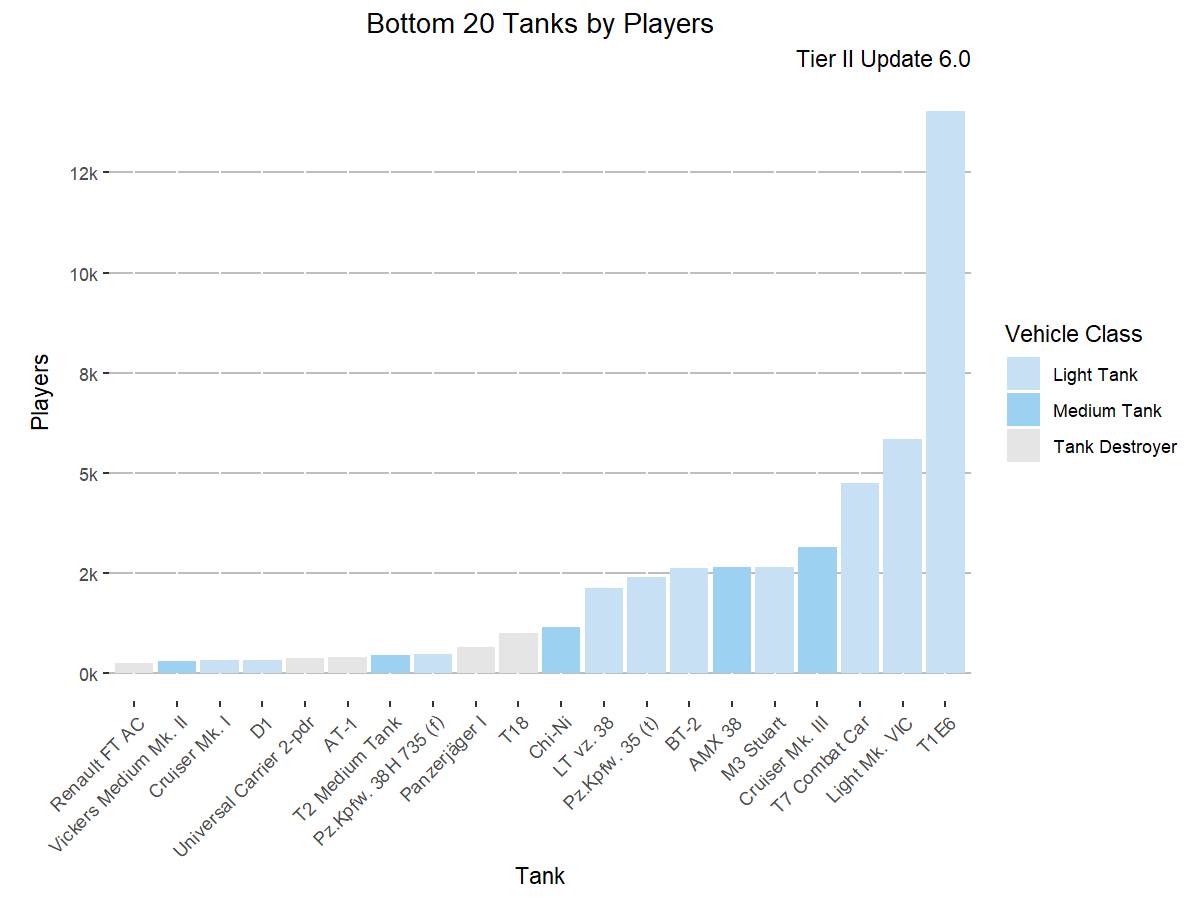 Bottom 20 Tanks by Players
Tier II Update 6.0
12k
10k
8k
5k
2k
0k
Players
Renault FT AC
Vickers Medium Mk. II
Cruiser Mk. I
D1
Universal Carrier 2-pdr
AT-1
T2 Medium Tank
Pz.Kpfw. 38H 735 (f)
Panzerjäger I
T18
Chi-Ni
LT vz. 38
Pz.Kpfw. 35 (t)
BT-2
AMX 38
M3 Stuart
Cruiser Mk. III
T7 Combat Car
Light Mk. VIC
T1E6
Tank
Vehicle Class
Light Tank
Medium Tank
Tank Destroyer